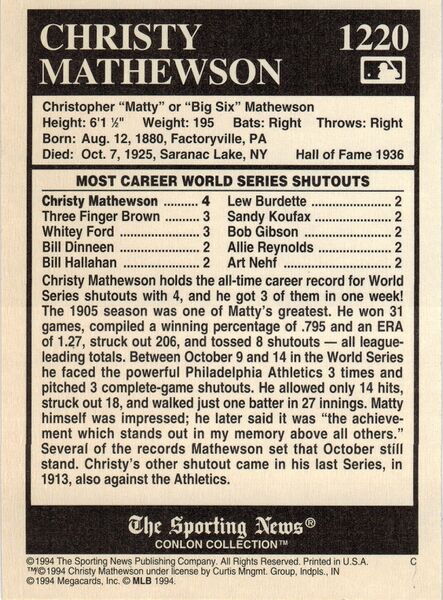 CHRISTY 1220
MATHEWSON
Christopher “Matty” or “Big Six” Mathewson
Height: 6'1 ½" Weight: 195 Bats: Right Throws: Right
Born: Aug. 12, 1880, Factoryville, PA
Died: Oct. 7, 1925, Saranac Lake, NY Hall of Fame 1936
MOST CAREER WORLD SERIES SHUTOUTS
Christy Mathewson .......... 4 Lew Burdette ........................ 2
Three Finger Brown .......... 3 Sandy Koufax ...................... 2
Whitey Ford ...................... 3 Bob Gibson .......................... 2
Bill Dinneen ...................... 2 Allie Reynolds ...................... 2
Bill Hallahan ...................... 2 Art Nehf .............................. 2
Christy Mathewson holds the all-time career record for World
Series shutouts with 4, and he got 3 of them in one week!
The 1905 season was one of Matty’s greatest. He won 31
games, compiled a winning percentage of .795 and an ERA
of 1.27, struck out 206, and tossed 8 shutouts — all league-
leading totals. Between October 9 and 14 in the World Series
he faced the powerful Philadelphia Athletics 3 times and
pitched 3 complete-game shutouts. He allowed only 14 hits,
struck out 18, and walked just one batter in 27 innings. Matty
himself was impressed; he later said it was “the achieve-
ment which stands out in my memory above all others.”
Several of the records Mathewson set that October still
stand. Christy’s other shutout came in his last Series, in
1913, also against the Athletics.
The Sporting News®
CONLON COLLECTION™
©1994 The Sporting News Publishing Company. All Rights Reserved. Printed in U.S.A. C
™/©1994 Christy Mathewson under license by Curtis Mngmt. Group, Indpls., IN
©1994 Megacards, Inc. © MLB 1994.